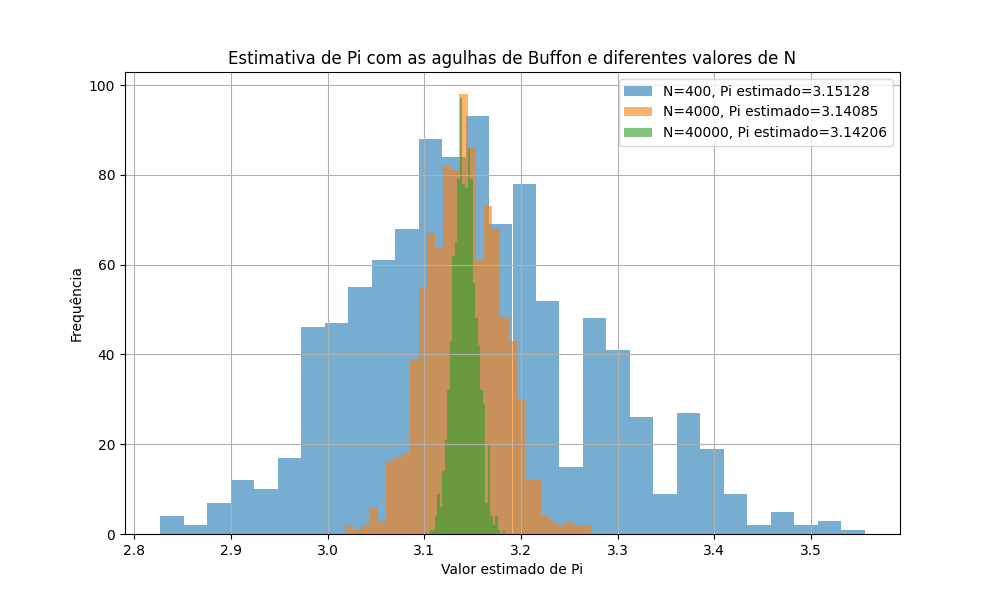 Estimativa de Pi com as agulhas de Buffon e diferentes valores de N
N=400, Pi estimado=3.15128
N=4000, Pi estimado=3.14085
N=40000, Pi estimado=3.14206
Frequência
100
80
60
40
20
0
2.8 2.9 3.0 3.1 3.2 3.3 3.4 3.5
Valor estimado de Pi